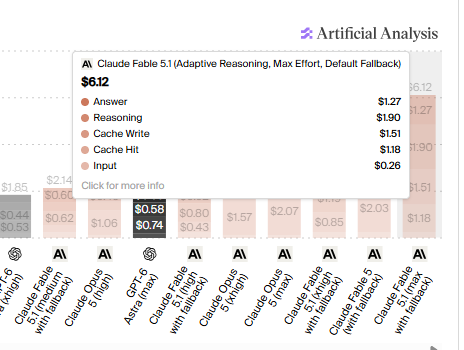 Artificial Analysis
Claude Fable 5.1 (Adaptive Reasoning, Max Effort, Default Fallback)
$6.12
Answer $1.27
Reasoning $1.90
Cache Write $1.51
Cache Hit $1.18
Input $0.26
Click for more info
$6.12
$1.27
$1.90
$1.51
$1.18
$1.85
$0.44
$0.53
$2.14
$0.60
$0.62
$1.06
$0.58
$0.74
$0.80
$0.43
$1.57
$2.07
$0.85
$2.03
(xhigh)
Claude Fable
5.1 (medium
with fallback)
Claude Opus
5 (high)
GPT-6
Astra (max)
Claude Fable
5.1 (high
with fallback)
Claude Opus
5 (xhigh)
Claude Opus
5 (max)
Claude Fable
5.1 (xhigh
with fallback)
Claude Fable 5
(with fallback)
Claude Fable
5.1 (max
with fallback)